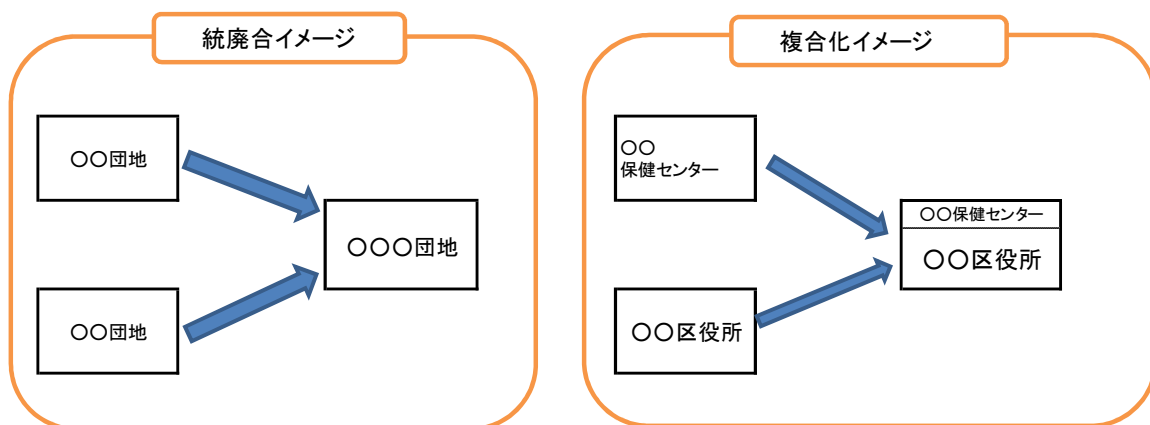 統廃合イメージ
〇〇団地
〇〇団地
〇〇〇団地
複合化イメージ
〇〇
保健センター
〇〇区役所
〇〇保健センター
〇〇区役所